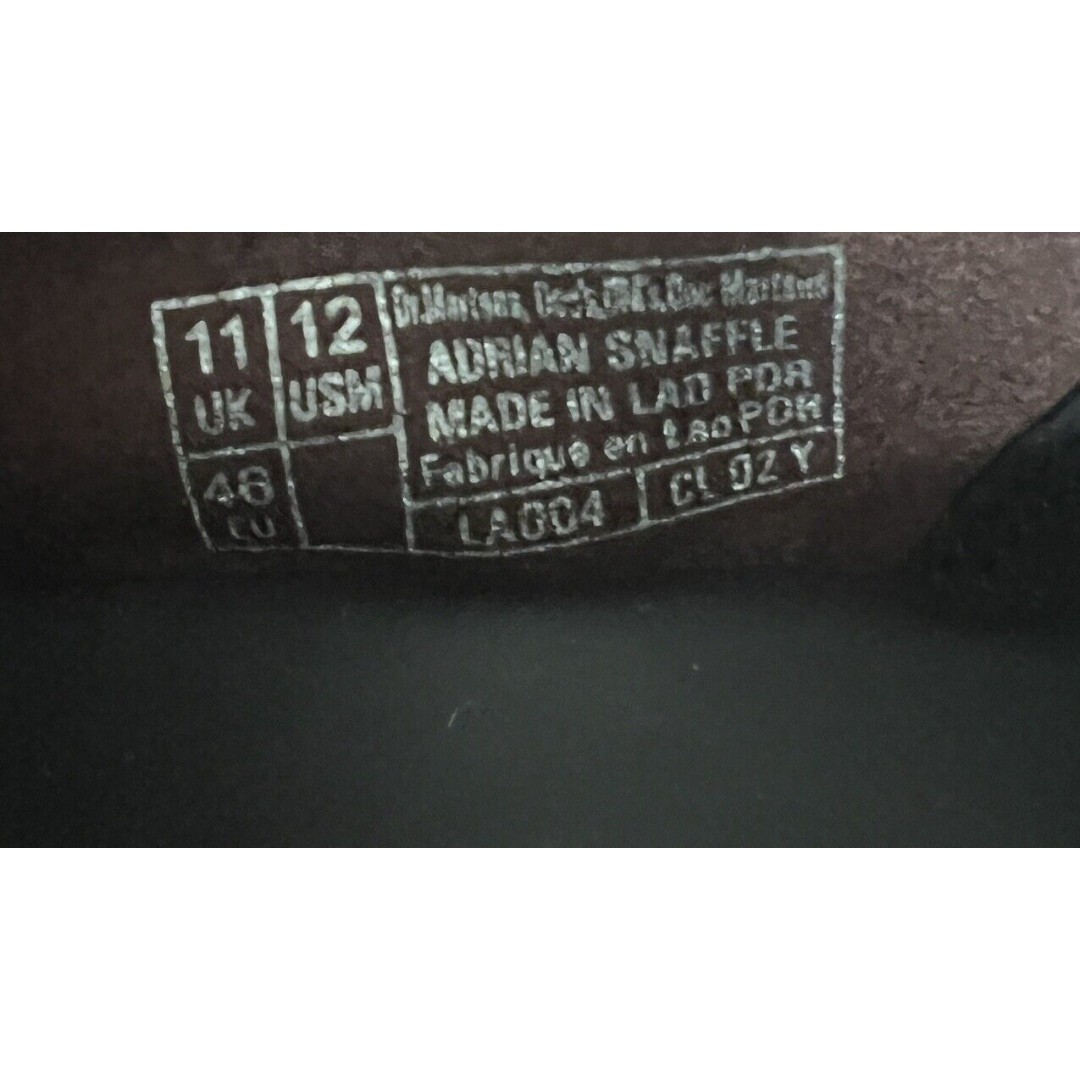 11
UK
12
USM
46
EU
Dr. Martens, Doc's, DM's, Doc Martens
ADRIAN SNAFFLE
MADE IN LAO PDR
Fabriqué en Lao PDR
LA004
CL 02 Y